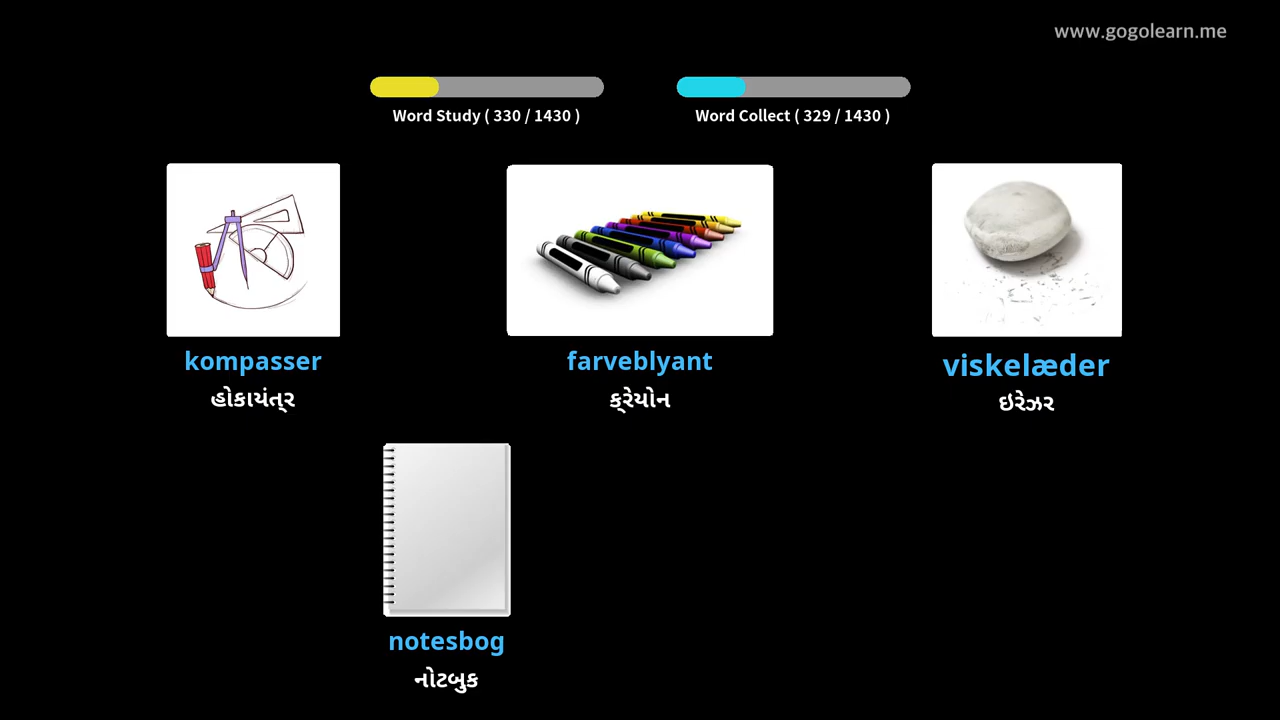 www.gogolearn.me
Word Study ( 330 / 1430 )
Word Collect ( 329 / 1430 )
kompasser
હોકાયંત્ર
farveblyant
ક્રેયોન
viskelæder
ઇરેઝર
notesbog
નોટબુક